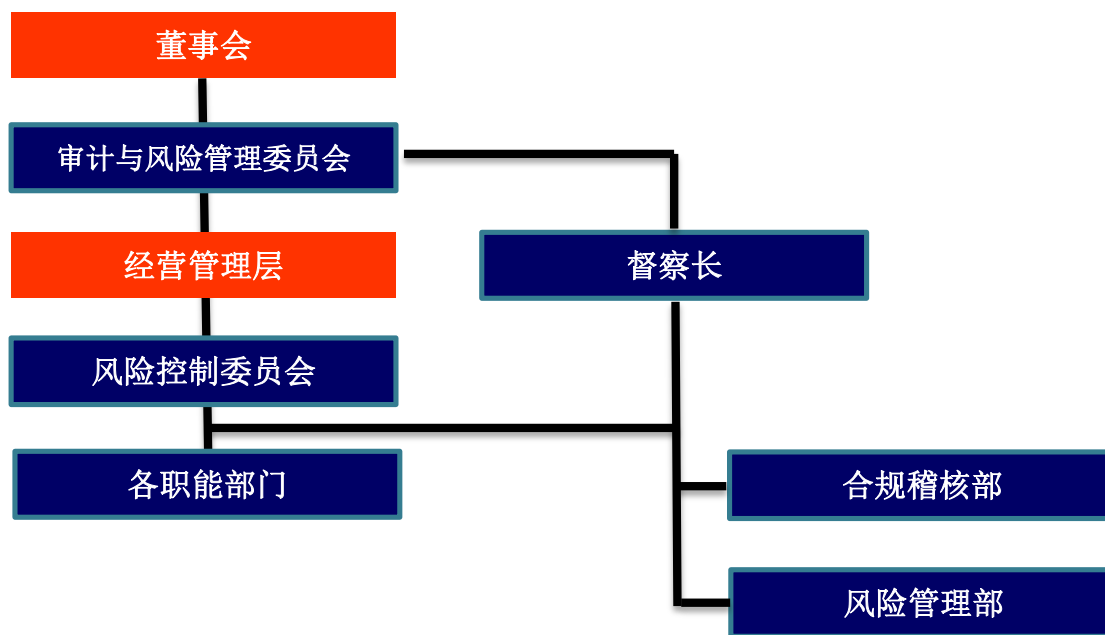 董事会
审计与风险管理委员会
经营管理层
督察长
风险控制委员会
各职能部门
合规稽核部
风险管理部